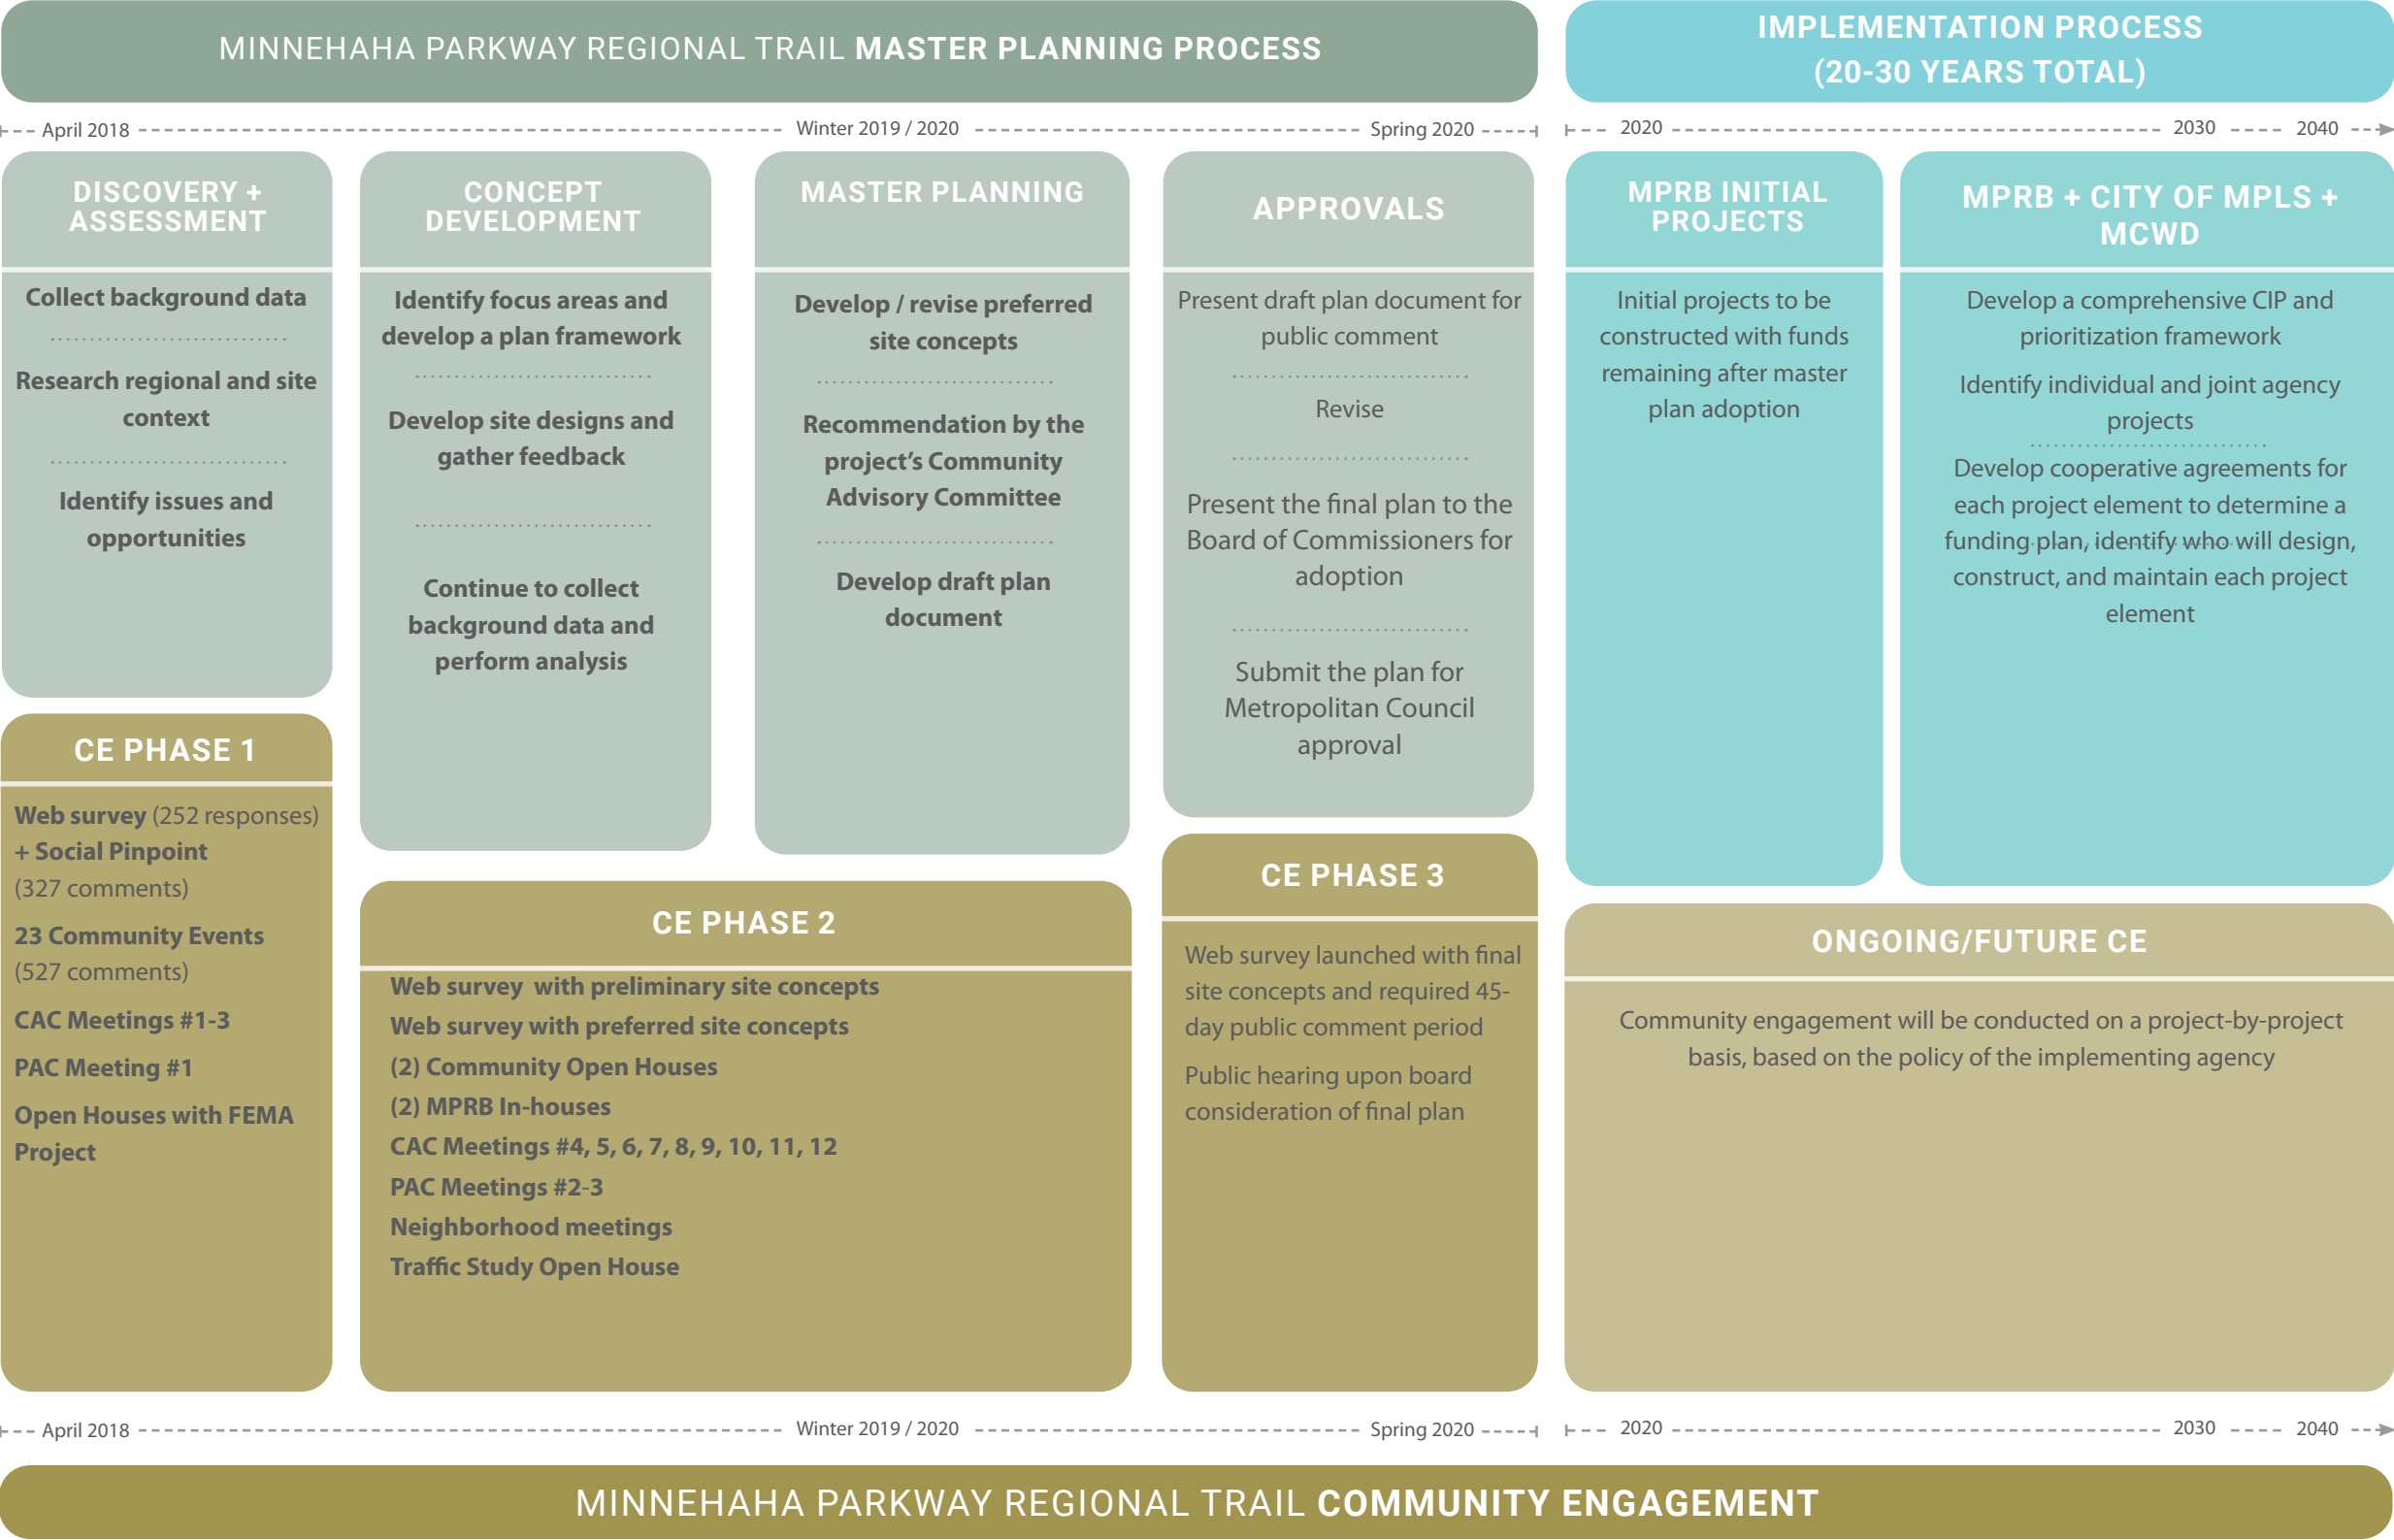 MINNEHAHA PARKWAY REGIONAL TRAIL MASTER PLANNING PROCESS
IMPLEMENTATION PROCESS
(20-30 YEARS TOTAL)
April 2018
Winter 2019 / 2020
Spring 2020
2020
2030
2040
DISCOVERY +
ASSESSMENT
Collect background data
Research regional and site
context
Identify issues and
opportunities
CONCEPT
DEVELOPMENT
Identify focus areas and
develop a plan framework
Develop site designs and
gather feedback
Continue to collect
background data and
perform analysis
MASTER PLANNING
Develop / revise preferred
site concepts
Recommendation by the
project’s Community
Advisory Committee
Develop draft plan
document
APPROVALS
Present draft plan document for
public comment
Revise
Present the final plan to the
Board of Commissioners for
adoption
Submit the plan for
Metropolitan Council
approval
MPRB INITIAL
PROJECTS
Initial projects to be
constructed with funds
remaining after master
plan adoption
MPRB + CITY OF MPLS +
MCWD
Develop a comprehensive CIP and
prioritization framework
Identify individual and joint agency
projects
Develop cooperative agreements for
each project element to determine a
funding plan, identify who will design,
construct, and maintain each project
element
CE PHASE 1
Web survey (252 responses)
+ Social Pinpoint
(327 comments)
23 Community Events
(527 comments)
CAC Meetings #1-3
PAC Meeting #1
Open Houses with FEMA
Project
CE PHASE 2
Web survey  with preliminary site concepts
Web survey with preferred site concepts
(2) Community Open Houses
(2) MPRB In-houses
CAC Meetings #4, 5, 6, 7, 8, 9, 10, 11, 12
PAC Meetings #2-3
Neighborhood meetings
Traffic Study Open House
CE PHASE 3
Web survey launched with final
site concepts and required 45-
day public comment period
Public hearing upon board
consideration of final plan
ONGOING/FUTURE CE
Community engagement will be conducted on a project-by-project
basis, based on the policy of the implementing agency
April 2018
Winter 2019 / 2020
Spring 2020
2020
2030
2040
MINNEHAHA PARKWAY REGIONAL TRAIL COMMUNITY ENGAGEMENT